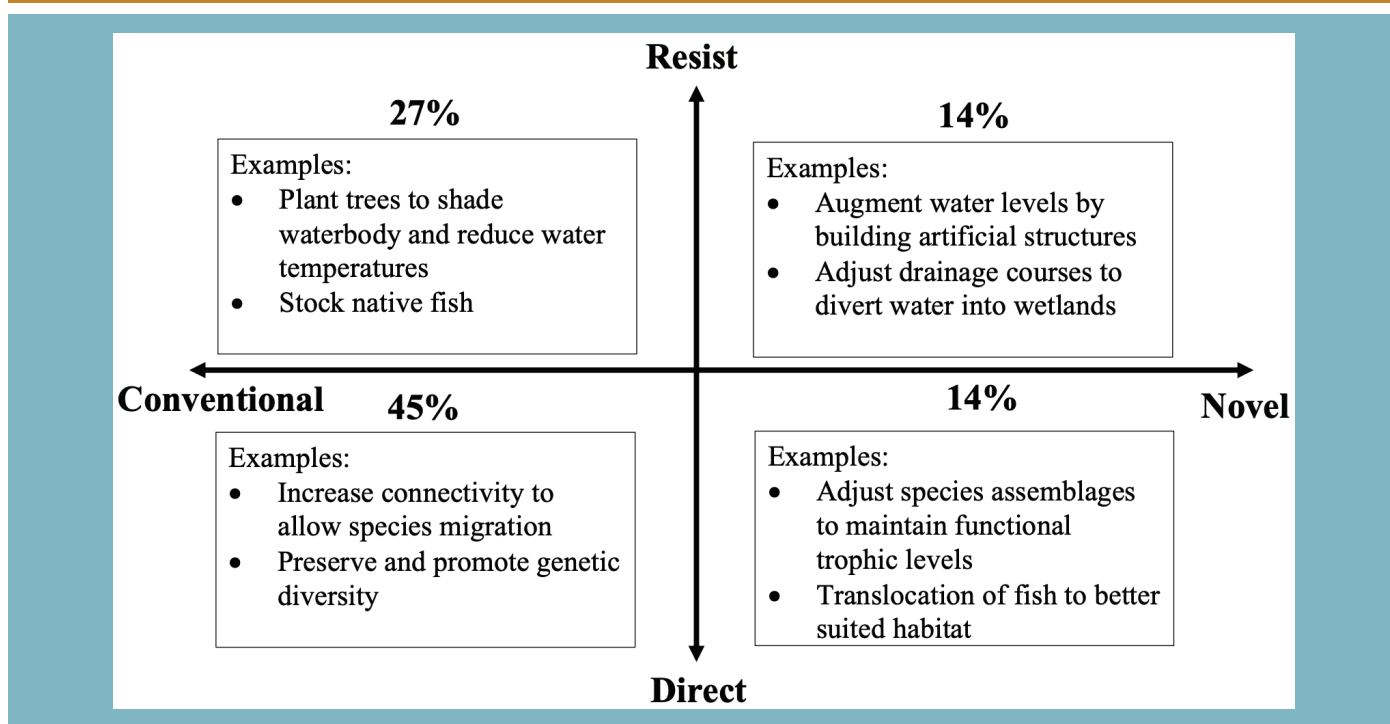 Resist
27%
Examples:
• Plant trees to shade
waterbody and reduce water
temperatures
• Stock native fish
14%
Examples:
• Augment water levels by
building artificial structures
• Adjust drainage courses to
divert water into wetlands
Conventional
Novel
45%
Examples:
• Increase connectivity to
allow species migration
• Preserve and promote genetic
diversity
14%
Examples:
• Adjust species assemblages
to maintain functional
trophic levels
• Translocation of fish to better
suited habitat
Direct